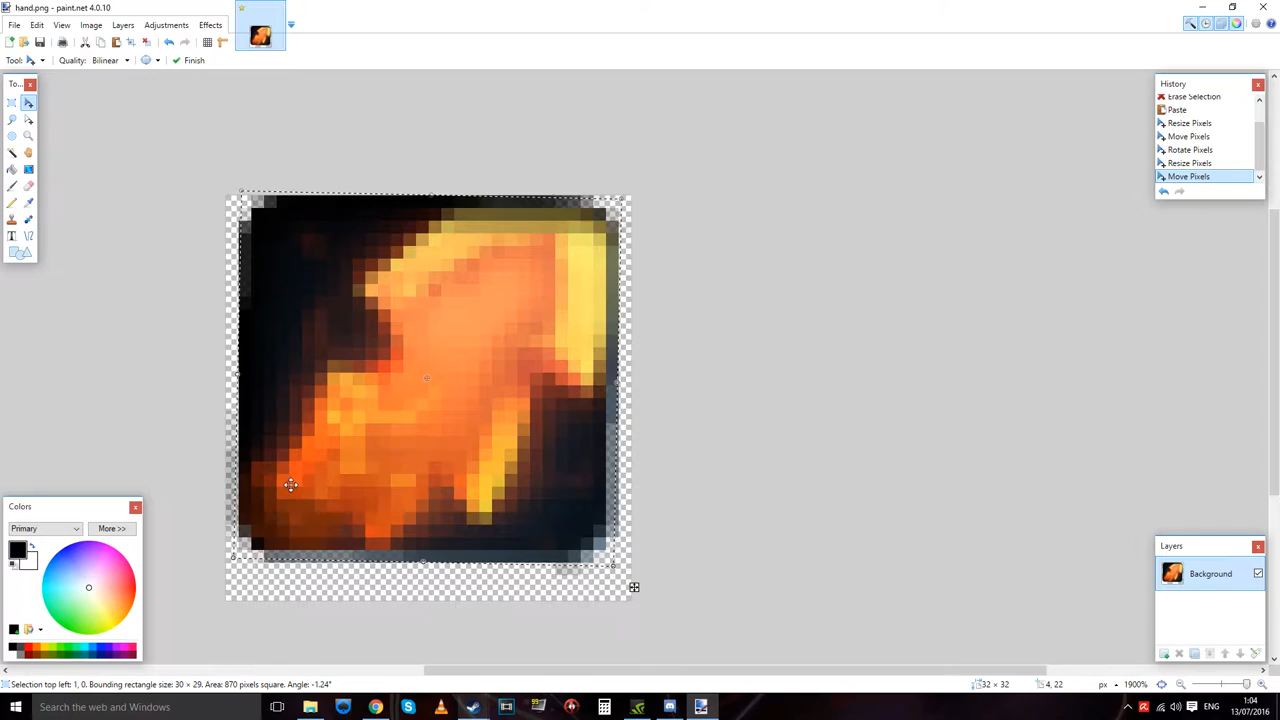 hand.png - paint.net 4.0.10
File Edit View Image Layers Adjustments Effects
Tool: Quality: Bilinear Finish
To...
History
Erase Selection
Paste
Resize Pixels
Move Pixels
Rotate Pixels
Resize Pixels
Move Pixels
Colors
Primary More >>
Layers
Background
Selection top left: 1, 0. Bounding rectangle size: 30 × 29. Area: 870 pixels square. Angle: -1.24°
32 × 32 4, 22 px 1900%
Search the web and Windows
ENG
1:04
13/07/2016